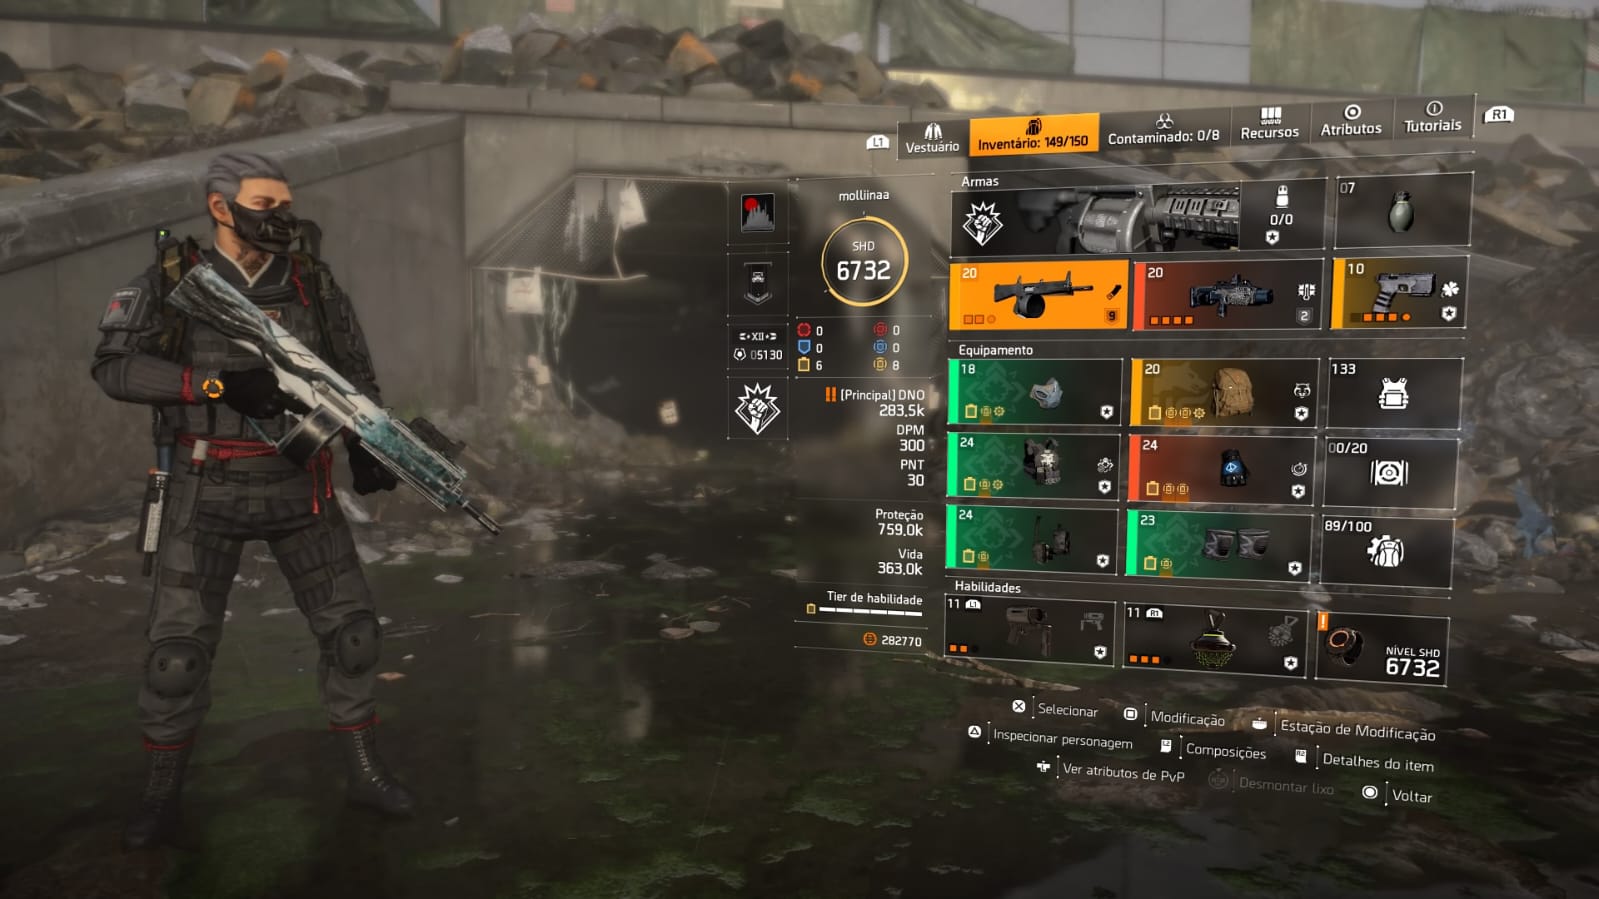 L1
Vestuário
Inventário: 149/150
Contaminado: 0/8
Recursos
Atributos
Tutoriais
R1
Armas
0/0
07
20
9
20
2
10
molliinaa
SHD
6732
XII
05130
0
0
0
0
6
8
[Principal] DNO
283,5k
DPM
300
PNT
30
Proteção
759,0k
Vida
363,0k
Tier de habilidade
282770
Equipamento
18
20
133
24
24
00/20
24
23
89/100
Habilidades
11 L1
11 R1
NÍVEL SHD
6732
Selecionar
Modificação
Estação de Modificação
Inspecionar personagem
Composições
Detalhes do item
Ver atributos de PvP
Desmontar lixo
Voltar